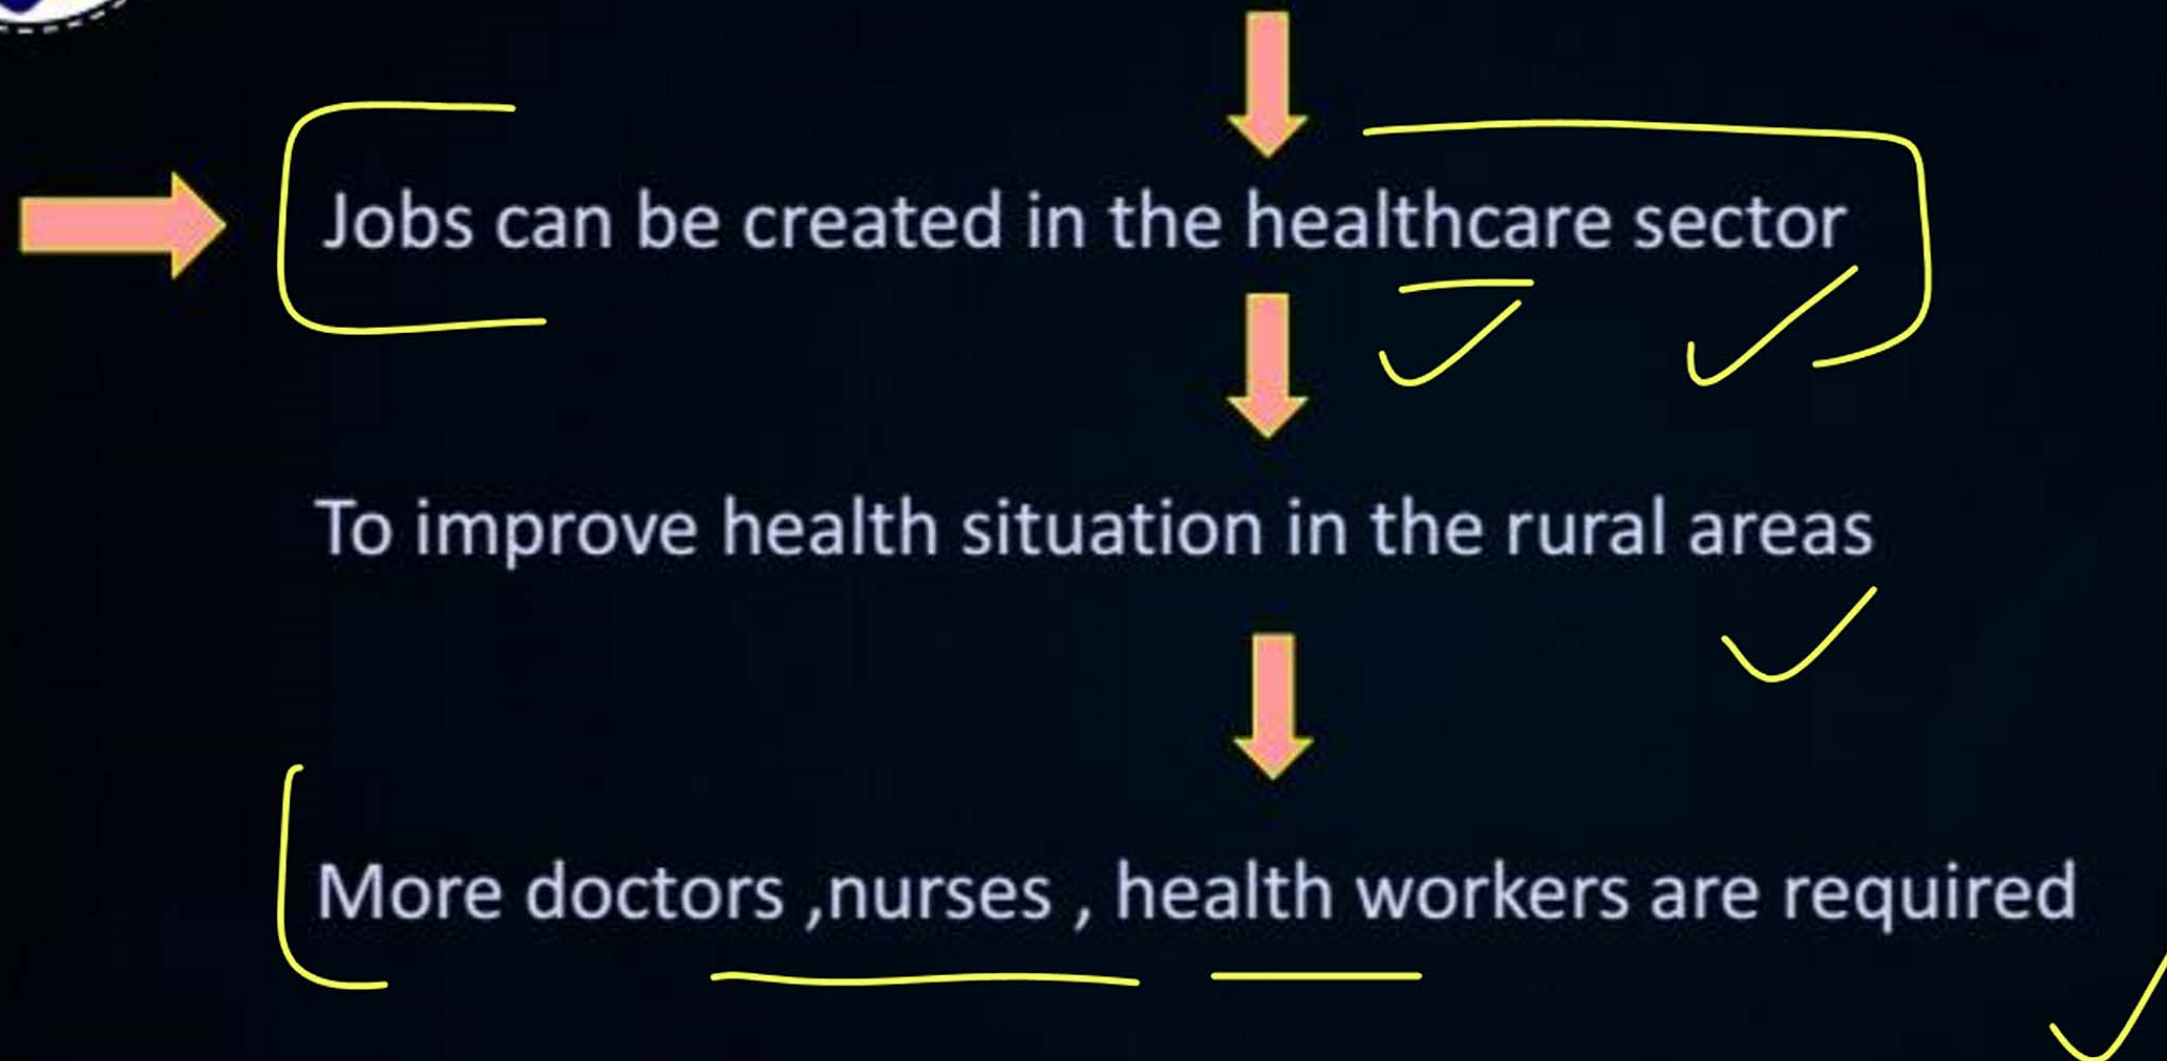 Jobs can be created in the healthcare sector
To improve health situation in the rural areas
More doctors ,nurses , health workers are required